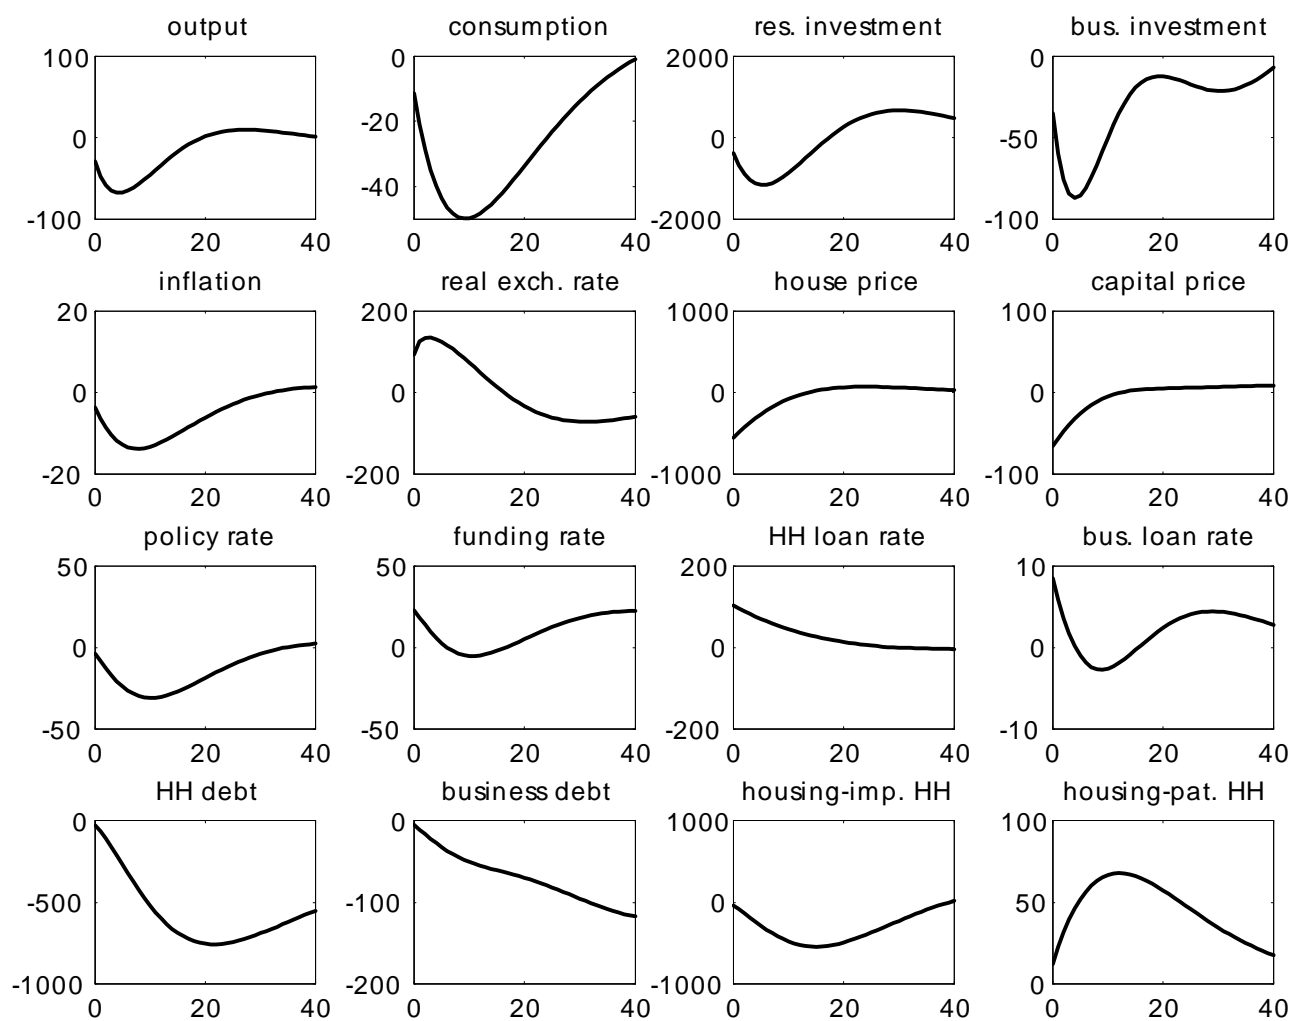 output consumption res. investment bus. investment
100 0 2000 0
-20
0 0 -50
-40
-100 -2000 -100
0 20 40 0 20 40 0 20 40 0 20 40
inflation real exch. rate house price capital price
20 200 1000 100
0 0 0 0
-20 -200 -1000 -100
0 20 40 0 20 40 0 20 40 0 20 40
policy rate funding rate HH loan rate bus. loan rate
50 50 200 10
0 0 0 0
-50 -50 -200 -10
0 20 40 0 20 40 0 20 40 0 20 40
HH debt business debt housing-imp. HH housing-pat. HH
0 0 1000 100
-500 -100 0 50
-1000 -200 -1000 0
0 20 40 0 20 40 0 20 40 0 20 40